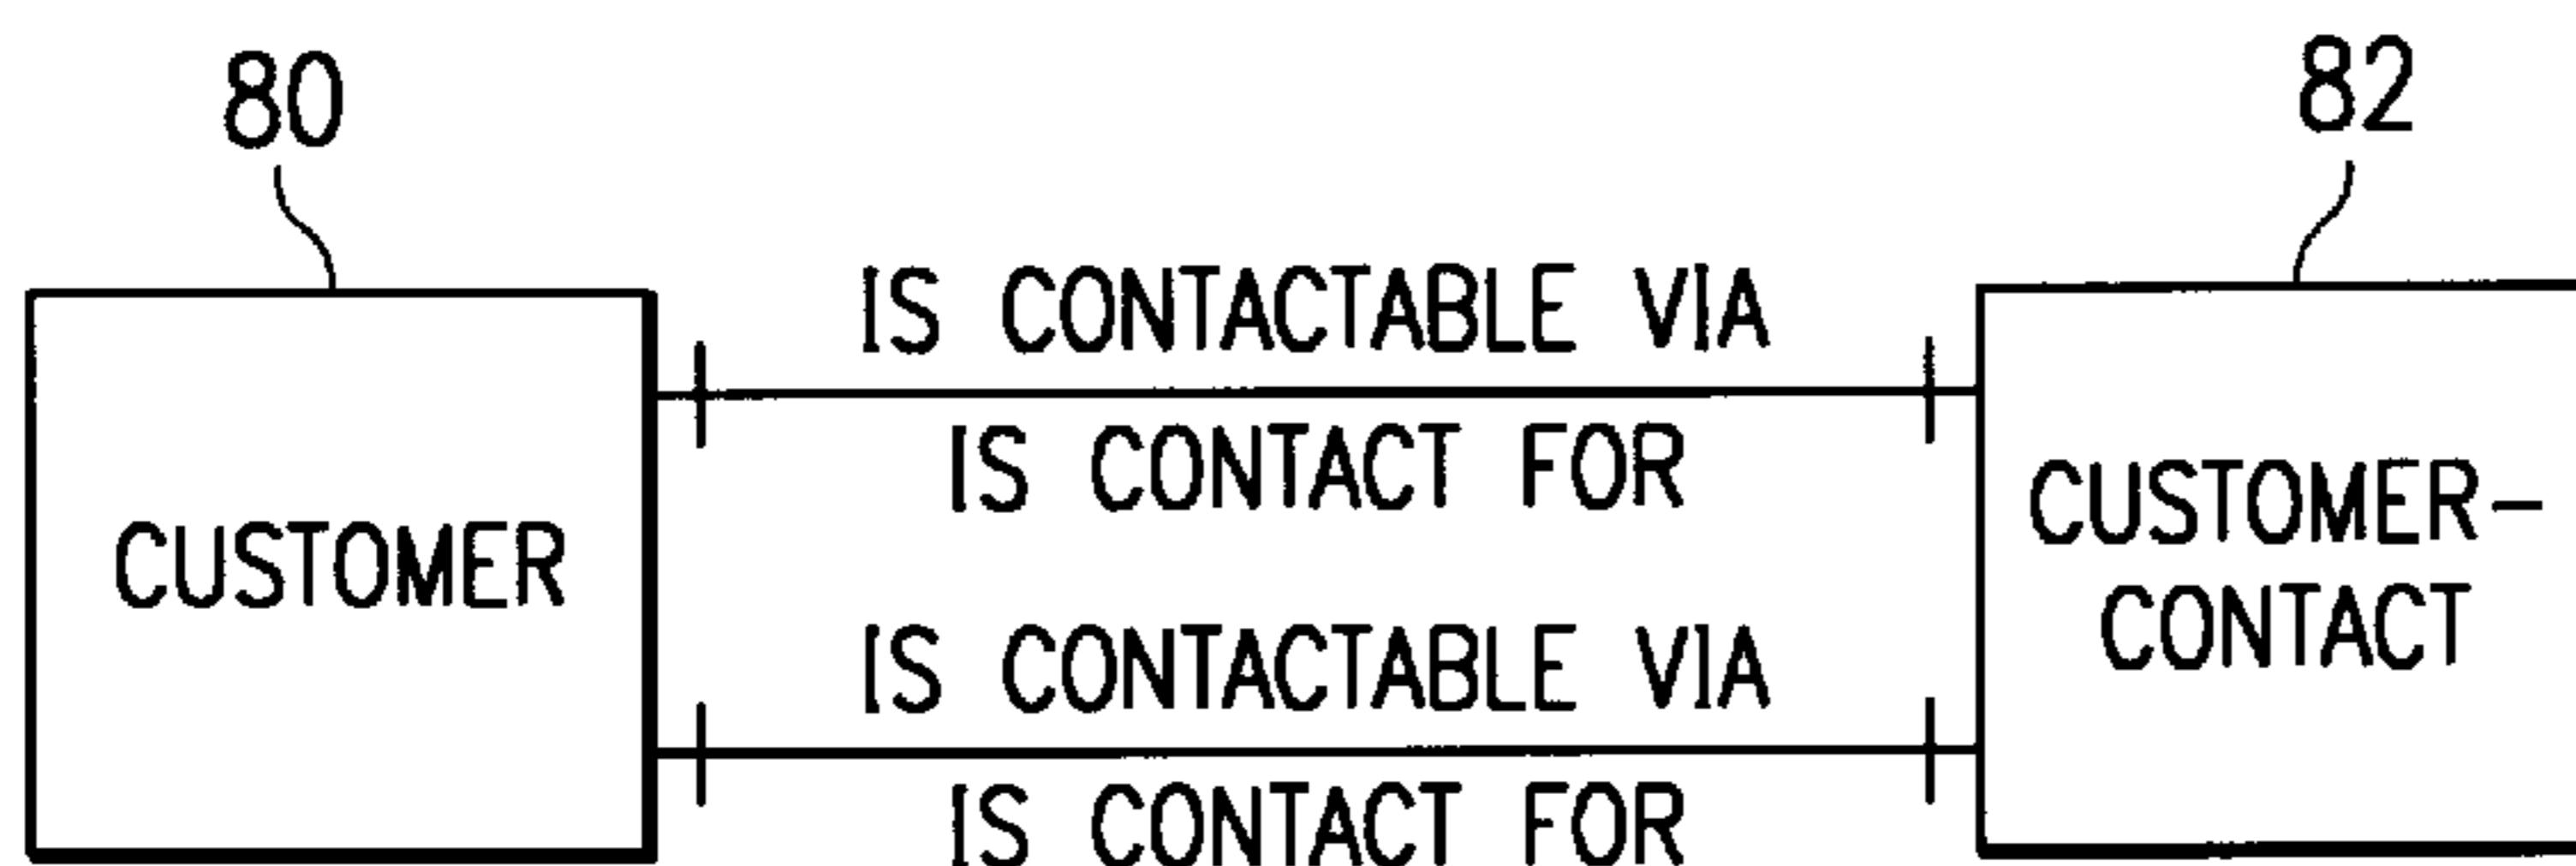 80
82
IS CONTACTABLE VIA
IS CONTACT FOR
CUSTOMER
CUSTOMER-
CONTACT
IS CONTACTABLE VIA
IS CONTACT FOR